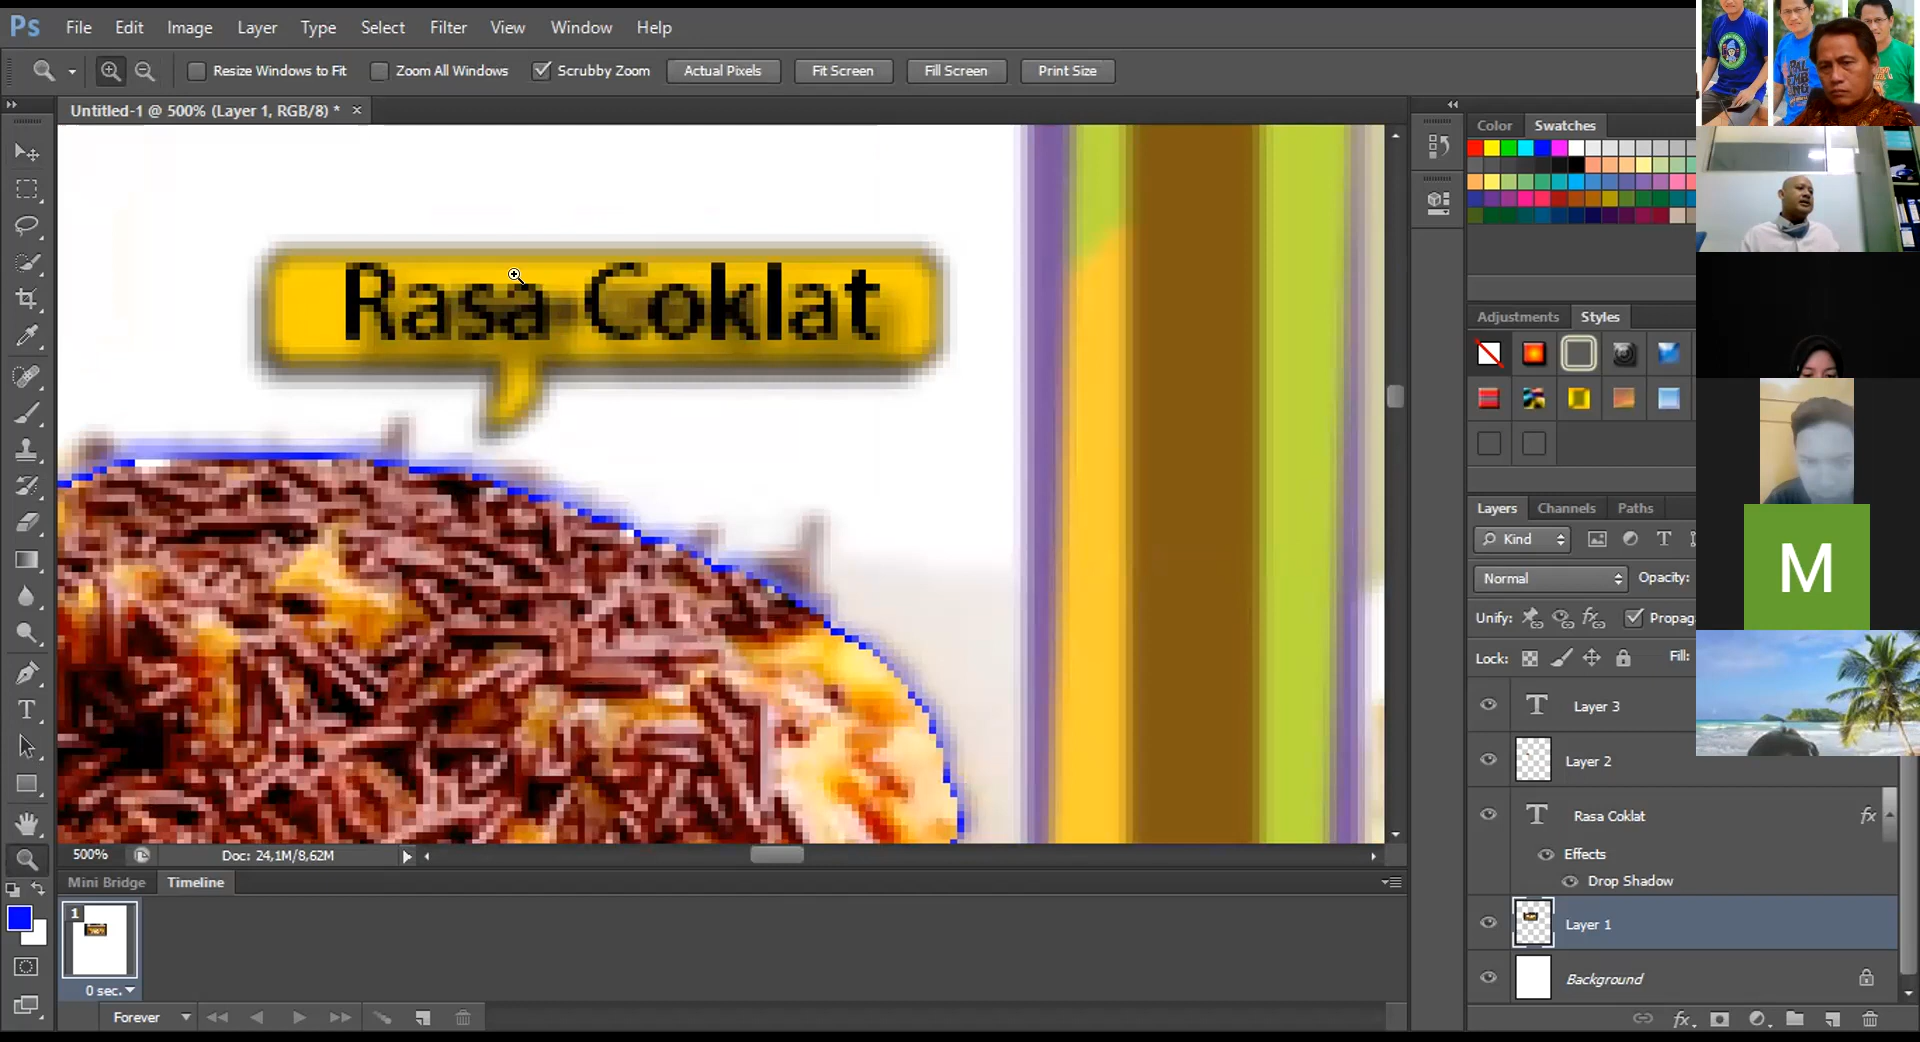 Ps File Edit Image Layer Type Select Filter View Window Help
Resize Windows to Fit Zoom All Windows Scrubby Zoom Actual Pixels Fit Screen Fill Screen Print Size
Untitled-1 @ 500% (Layer 1, RGB/8) * ×
Color Swatches
Rasa Coklat
Adjustments Styles
Layers Channels Paths
Kind
Normal Opacity:
Unify: Propag
Lock: Fill:
M
Layer 3
Layer 2
Rasa Coklat fx
Effects
Drop Shadow
Layer 1
Background
500% Doc: 24,1M/8,62M
Mini Bridge Timeline
1
0 sec.
Forever
fx